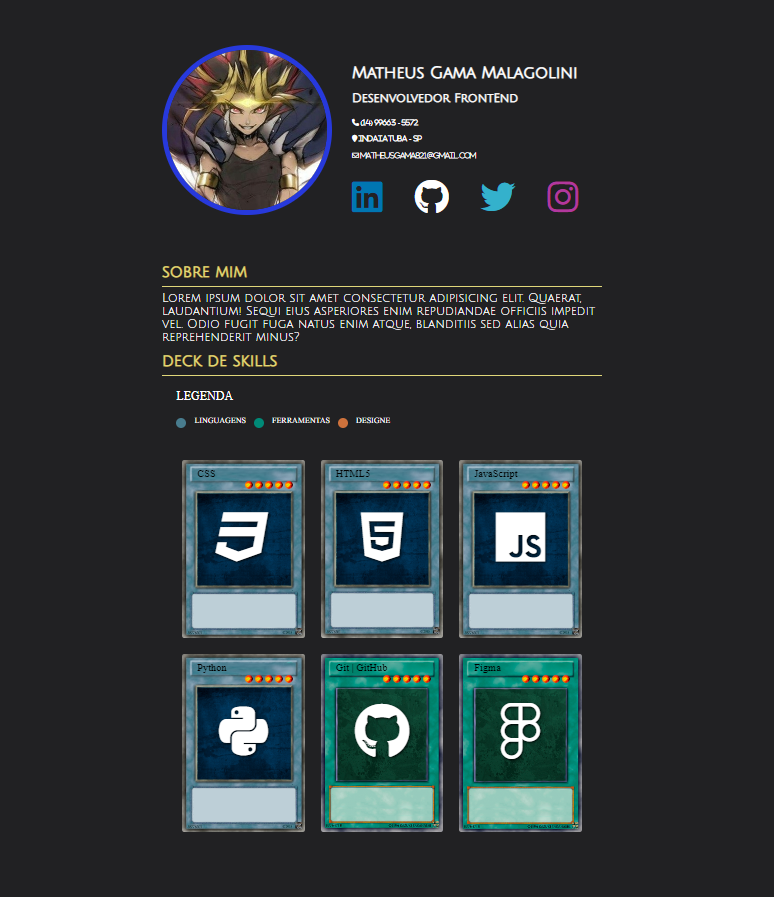 Matheus Gama Malagolini
Desenvolvedor FrontEnd
(14) 99663-5572
INDAIATUBA - SP
MATHEUSGAMA821@GMAIL.COM
in
SOBRE MIM
Lorem ipsum dolor sit amet consectetur adipisicing elit. Quaerat,
laudantium! Sequi eius asperiores enim repudiandae officiis impedit
vel. Odio fugit fuga natus enim atque, blanditiis sed alias quia
reprehenderit minus?
DECK DE SKILLS
LEGENDA
LINGUAGENS FERRAMENTAS DESIGNE
CSS HTML5 JavaScript
5 JS
Python Git | GitHub Figma